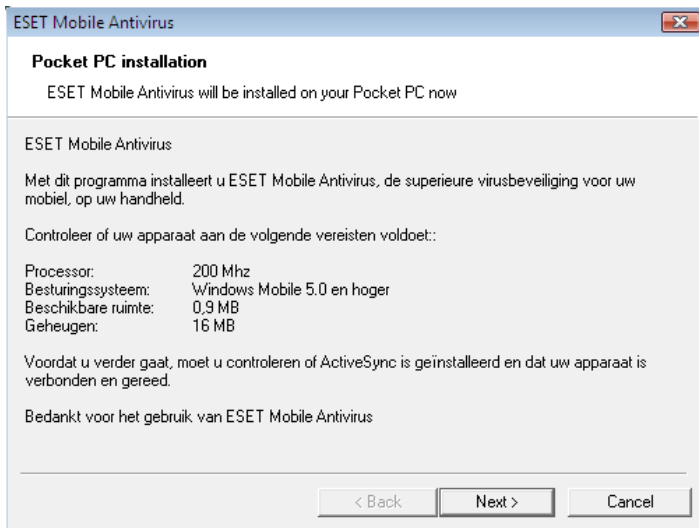 ESET Mobile Antivirus
Pocket PC installation
ESET Mobile Antivirus will be installed on your Pocket PC now
ESET Mobile Antivirus
Met dit programma installeert u ESET Mobile Antivirus, de superieure virusbeveiliging voor uw
mobiel, op uw handheld.
Controleer of uw apparaat aan de volgende vereisten voldoet::
Processor: 200 Mhz
Besturingssysteem: Windows Mobile 5.0 en hoger
Beschikbare ruimte: 0,9 MB
Geheugen: 16 MB
Voordat u verder gaat, moet u controleren of ActiveSync is geïnstalleerd en dat uw apparaat is
verbonden en gereed.
Bedankt voor het gebruik van ESET Mobile Antivirus
< Back Next > Cancel